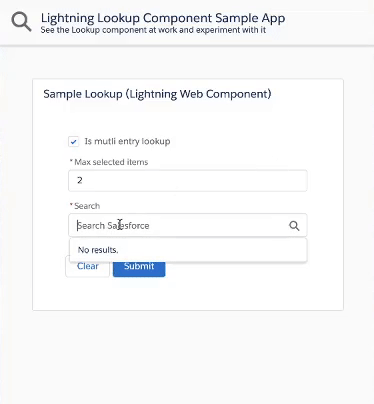 Lightning Lookup Component Sample App
See the Lookup component at work and experiment with it
Sample Lookup (Lightning Web Component)
Is mutli entry lookup
*Max selected items
2
*Search
Search Salesforce
No results.
Clear Submit